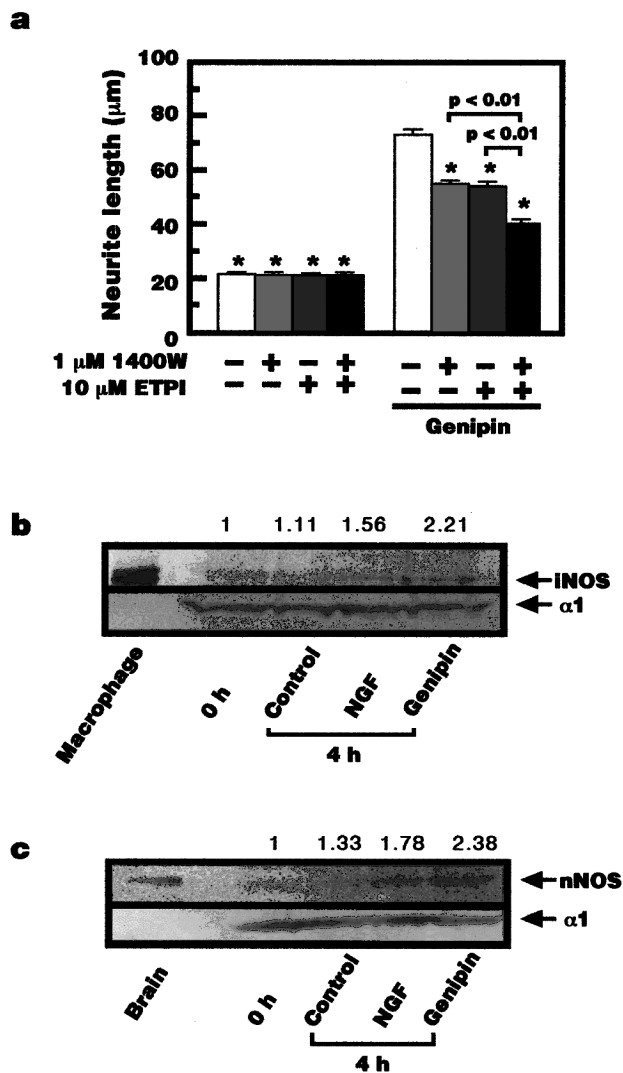 a
Neurite length (μm)
100
80
60
40
20
0
p < 0.01
p < 0.01
* * * *
* * *
1 μM 1400W − + − + − + − +
10 μM ETPI − − + + − − + +
Genipin
b
1 1.11 1.56 2.21
iNOS
α1
Macrophage 0 h Control NGF Genipin
4 h
c
1 1.33 1.78 2.38
nNOS
α1
Brain 0 h Control NGF Genipin
4 h